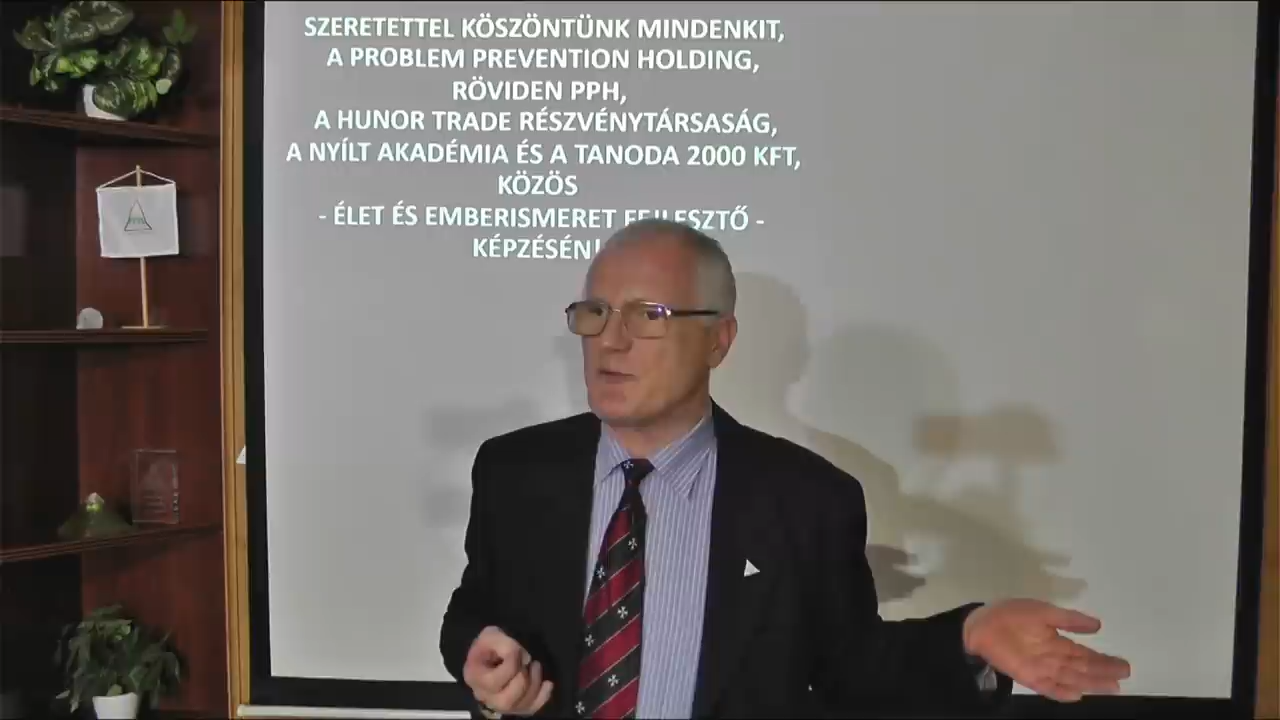 SZERETETTEL KÖSZÖNTÜNK MINDENKIT,
A PROBLEM PREVENTION HOLDING,
RÖVIDEN PPH,
A HUNOR TRADE RÉSZVÉNYTÁRSASÁG,
A NYÍLT AKADÉMIA ÉS A TANODA 2000 KFT,
KÖZÖS
- ÉLET ÉS EMBERISMERET FEJLESZTŐ -
KÉPZÉSÉN!